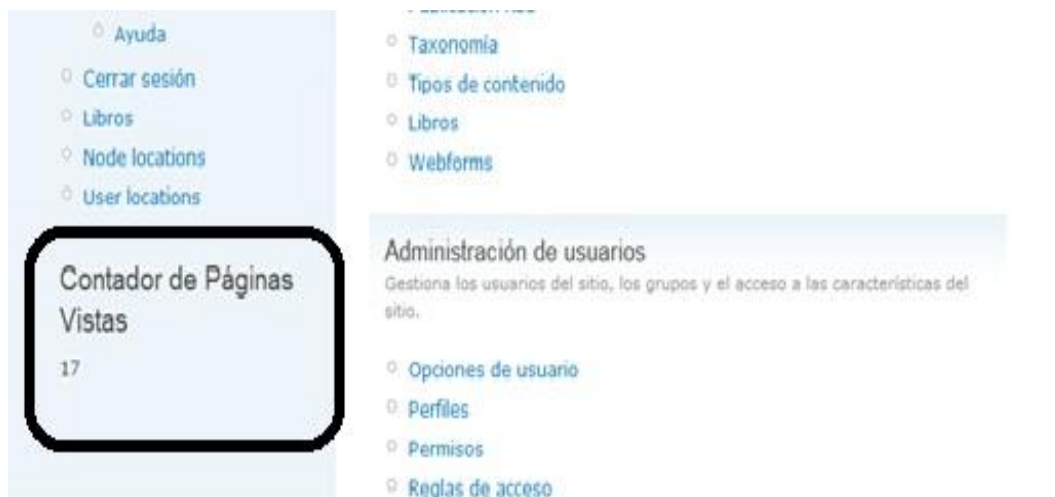 Ayuda
Cerrar sesión
Libros
Node locations
User locations
Contador de Páginas
Vistas
17
Taxonomía
Tipos de contenido
Libros
Webforms
Administración de usuarios
Gestiona los usuarios del sitio, los grupos y el acceso a las características del
sitio.
Opciones de usuario
Perfiles
Permisos
Reglas de acceso